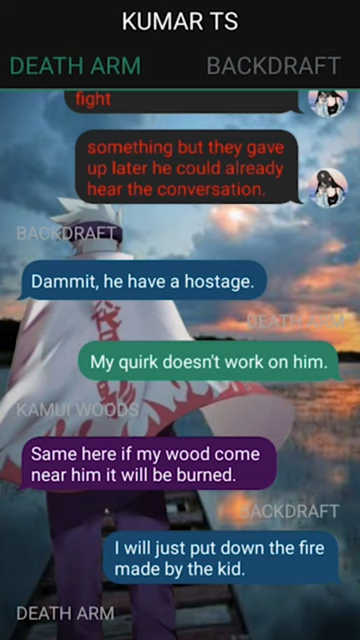 KUMAR TS
DEATH ARM
BACKDRAFT
fight
something but they gave
up later he could already
hear the conversation.
BACKDRAFT
Dammit, he have a hostage.
DEATH ARM
My quirk doesn't work on him.
KAMUI WOODS
Same here if my wood come
near him it will be burned.
BACKDRAFT
I will just put down the fire
made by the kid.
DEATH ARM